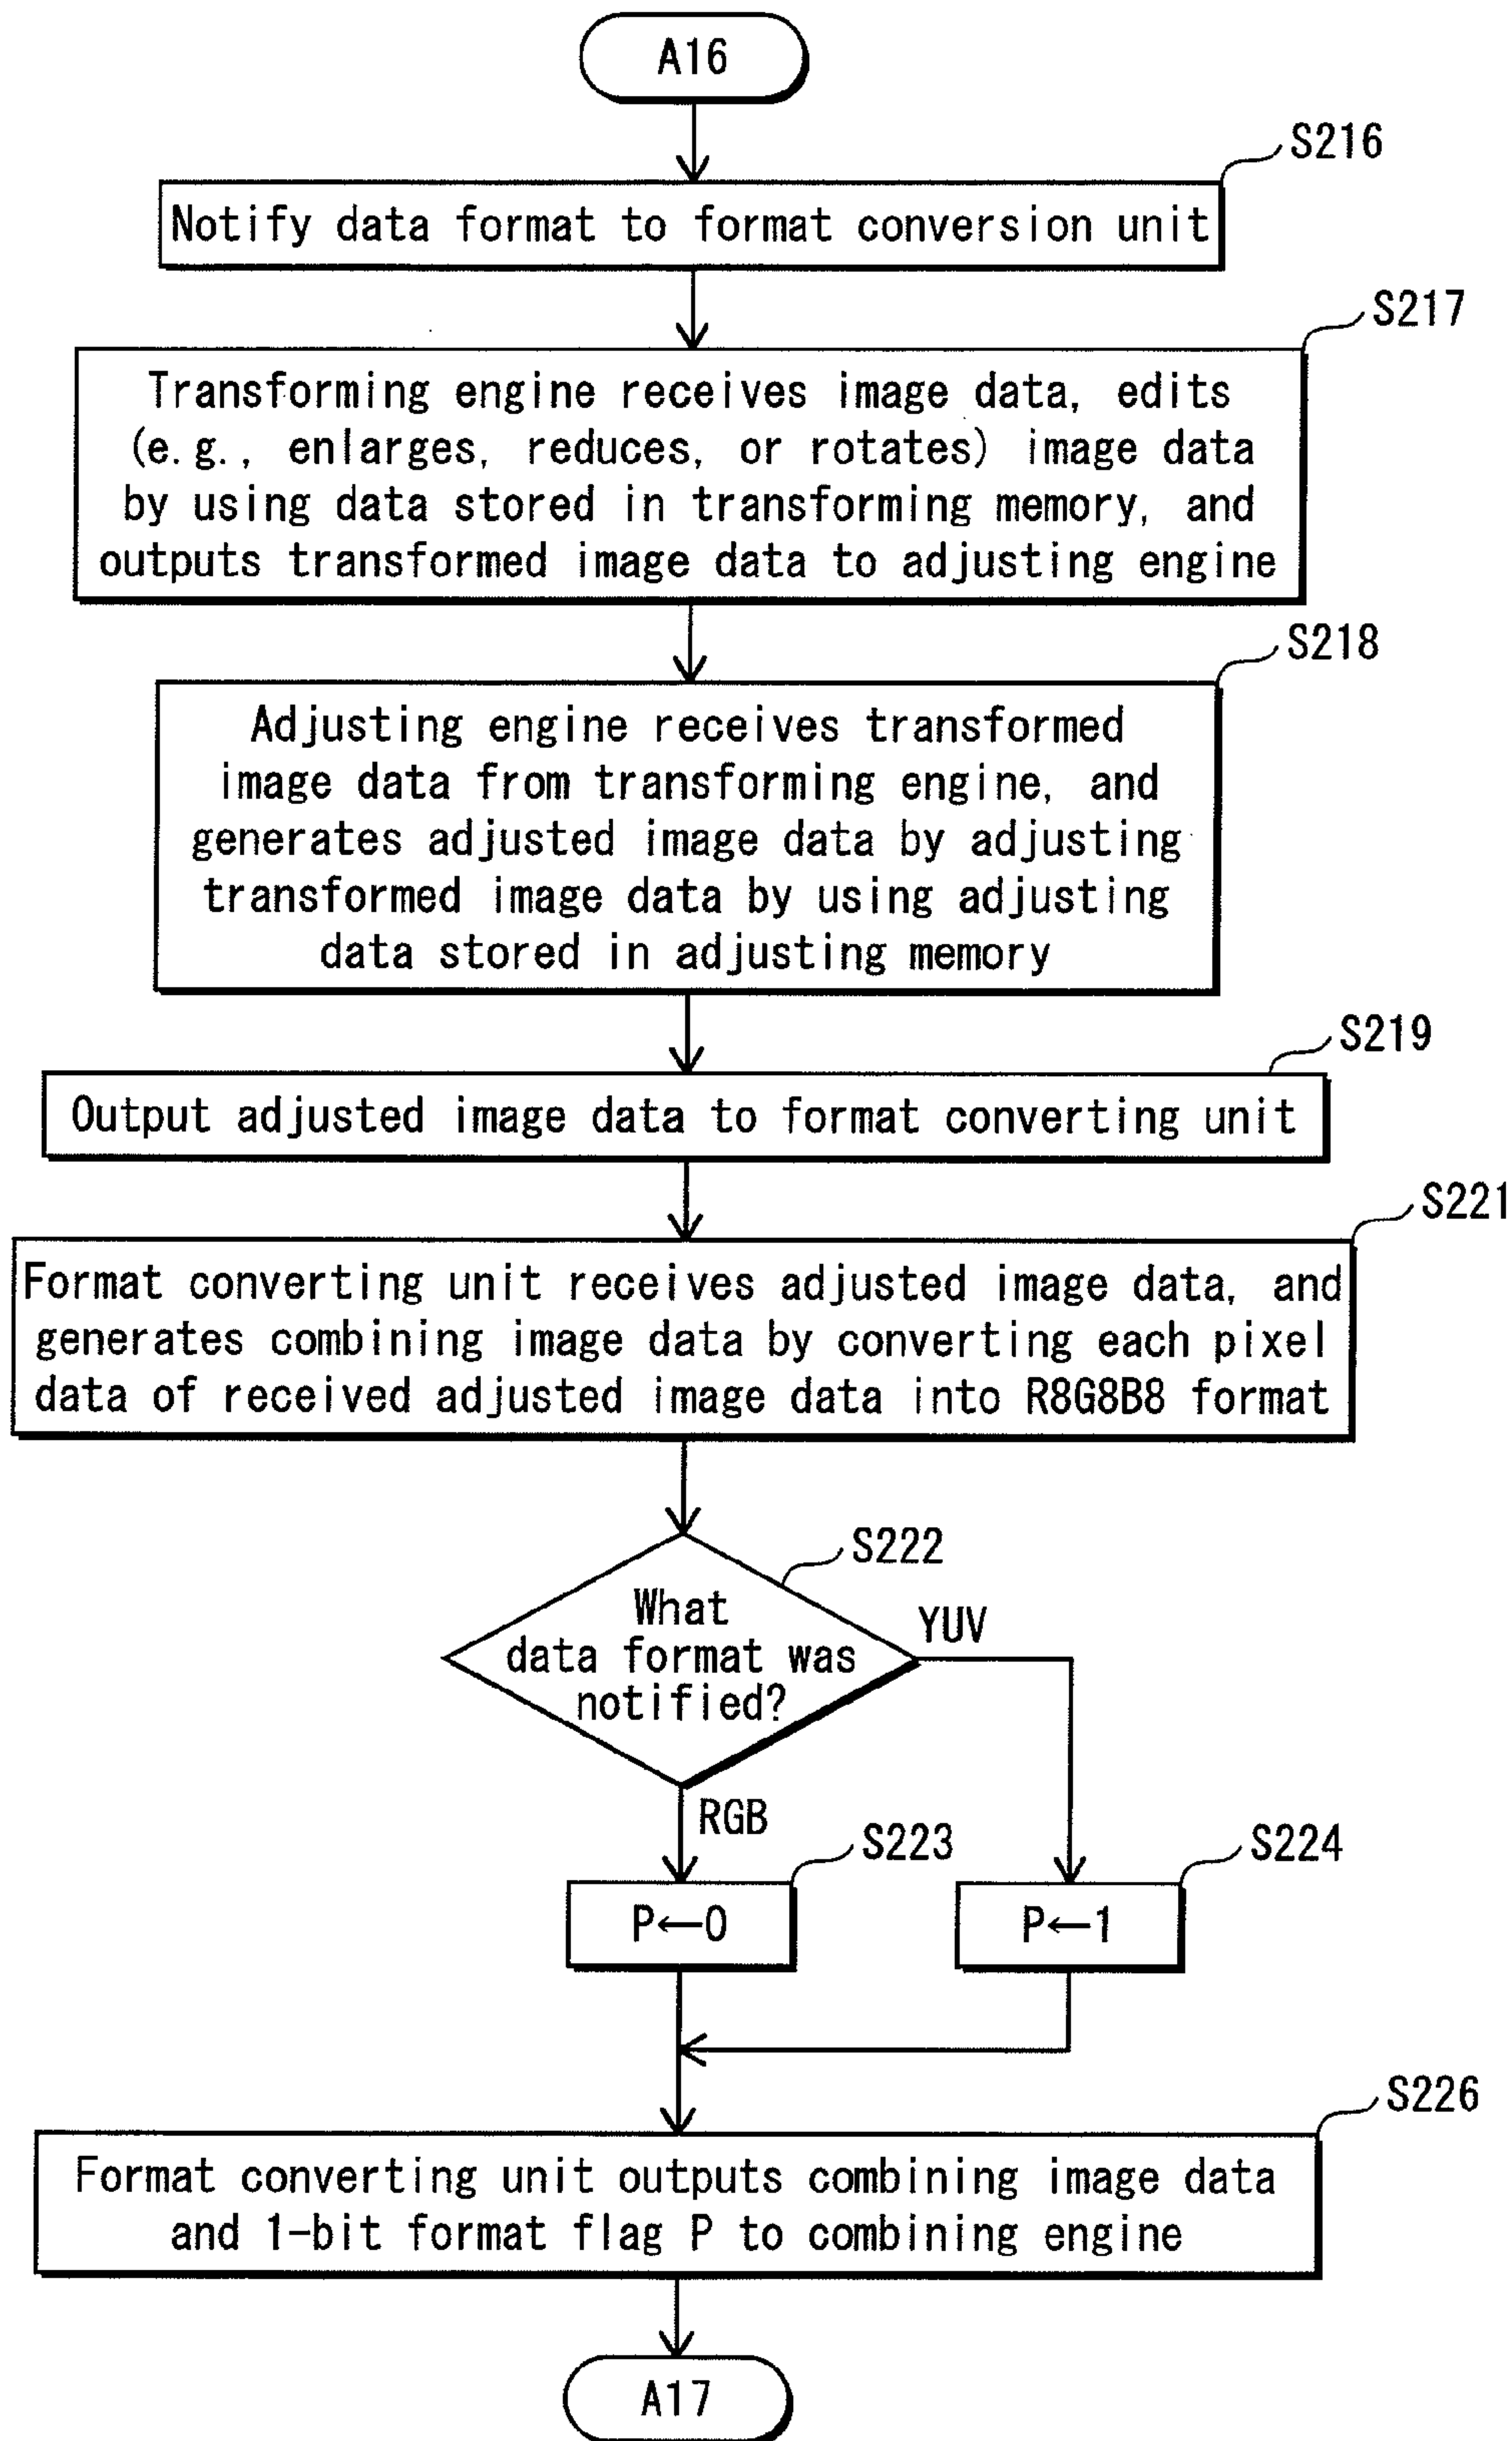 A16
S216
Notify data format to format conversion unit
S217
Transforming engine receives image data, edits
(e.g., enlarges, reduces, or rotates) image data
by using data stored in transforming memory, and
outputs transformed image data to adjusting engine
S218
Adjusting engine receives transformed
image data from transforming engine, and
generates adjusted image data by adjusting
transformed image data by using adjusting
data stored in adjusting memory
S219
Output adjusted image data to format converting unit
S221
Format converting unit receives adjusted image data, and
generates combining image data by converting each pixel
data of received adjusted image data into R8G8B8 format
S222
What
data format was
notified?
YUV
RGB
S223
S224
P←0
P←1
S226
Format converting unit outputs combining image data
and 1-bit format flag P to combining engine
A17